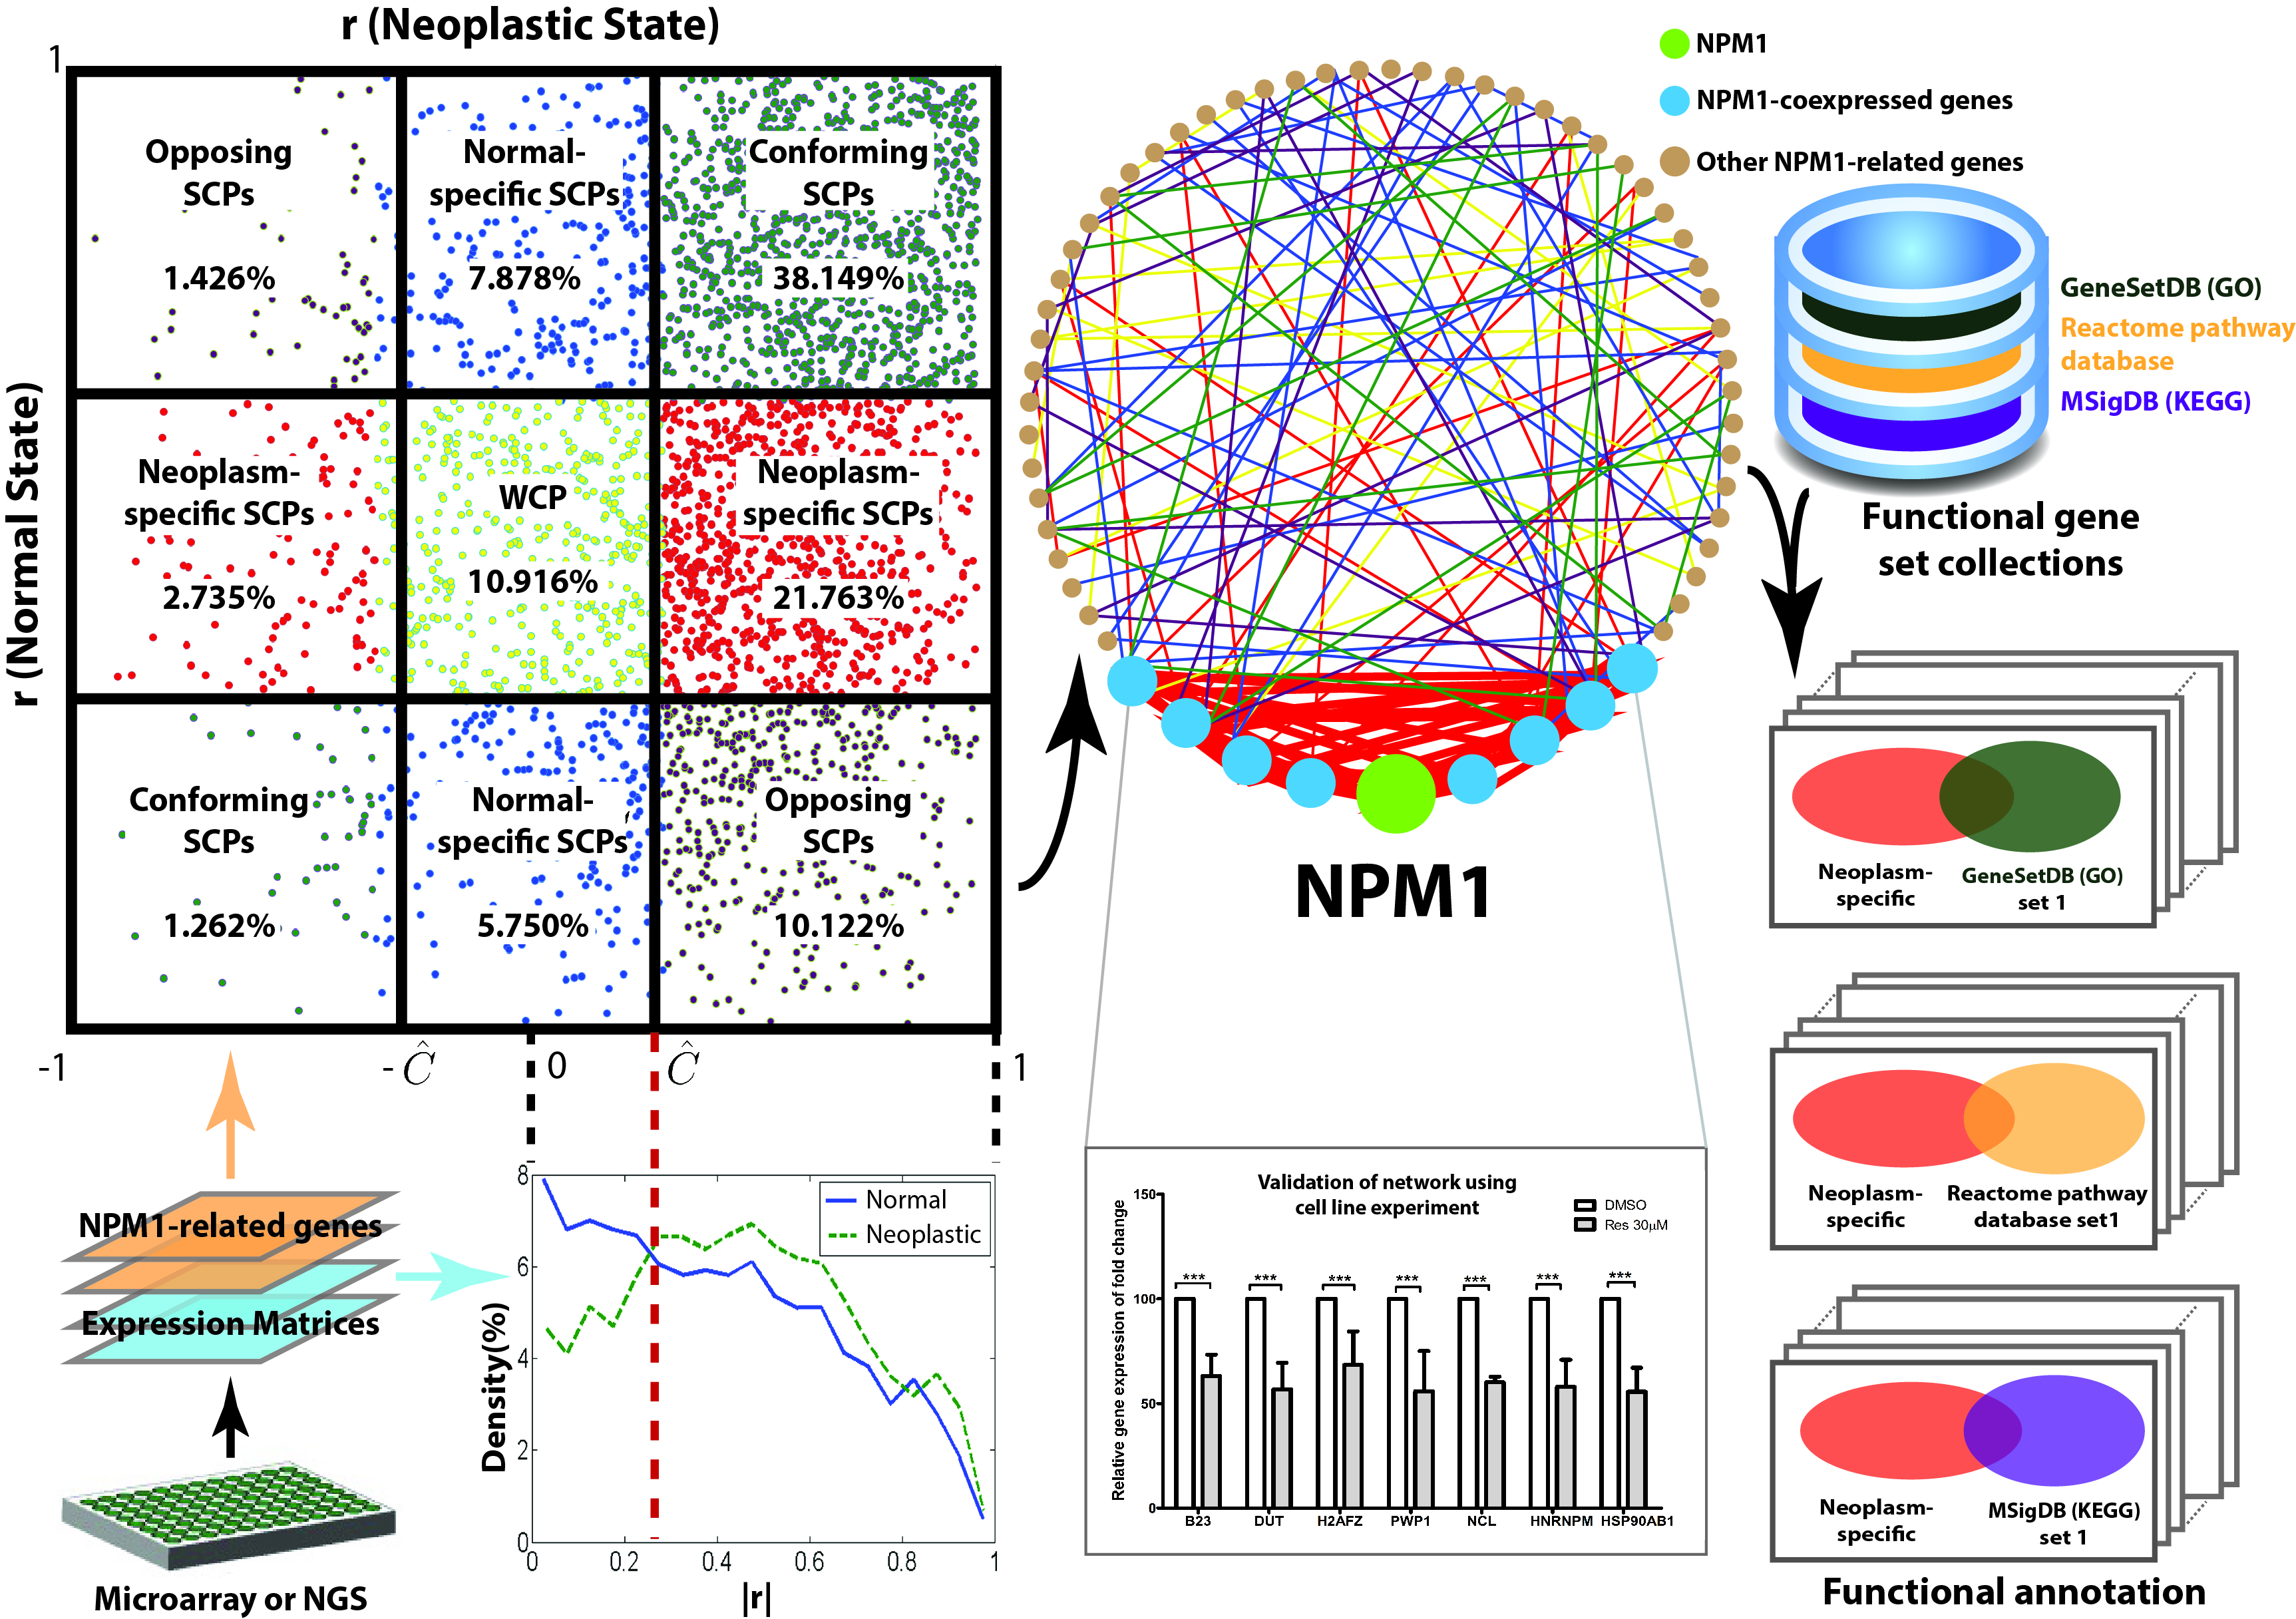 r (Neoplastic State)
1
r (Normal State)
Opposing
SCPs
1.426%
Normal-
specific SCPs
7.878%
Conforming
SCPs
38.149%
Neoplasm-
specific SCPs
2.735%
WCP
10.916%
Neoplasm-
specific SCPs
21.763%
Conforming
SCPs
1.262%
Normal-
specific SCPs
5.750%
Opposing
SCPs
10.122%
-1
-Ĉ
0
Ĉ
1
NPM1-related genes
Expression Matrices
Microarray or NGS
Density(%)
8
6
4
2
0
Normal
Neoplastic
0
0.2
0.4
0.6
0.8
1
|r|
NPM1
NPM1-coexpressed genes
Other NPM1-related genes
NPM1
Validation of network using
cell line experiment
DMSO
Res 30µM
Relative gene expression of fold change
150
100
50
0
***
***
***
***
***
***
***
B23
DUT
H2AFZ
PWP1
NCL
HNRNPM
HSP90AB1
GeneSetDB (GO)
Reactome pathway
database
MSigDB (KEGG)
Functional gene
set collections
Neoplasm-
specific
GeneSetDB (GO)
set 1
Neoplasm-
specific
Reactome pathway
database set1
Neoplasm-
specific
MSigDB (KEGG)
set 1
Functional annotation